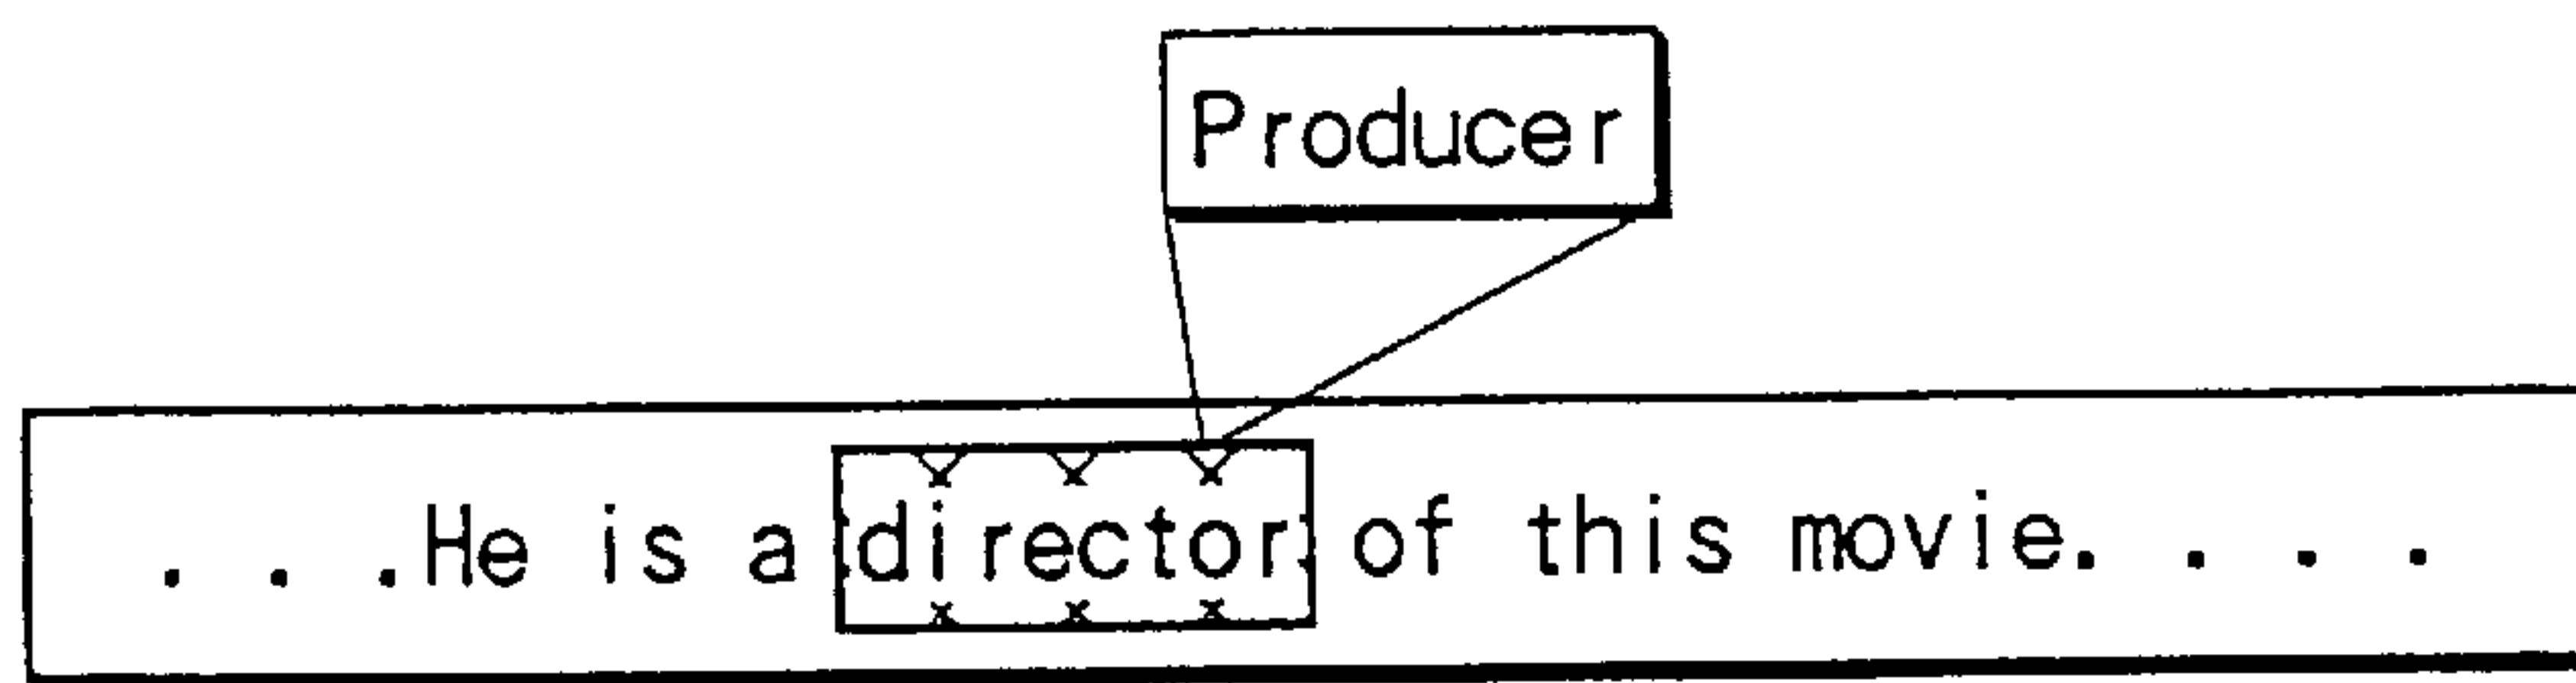 Producer
. . .He is a director of this movie. . . .